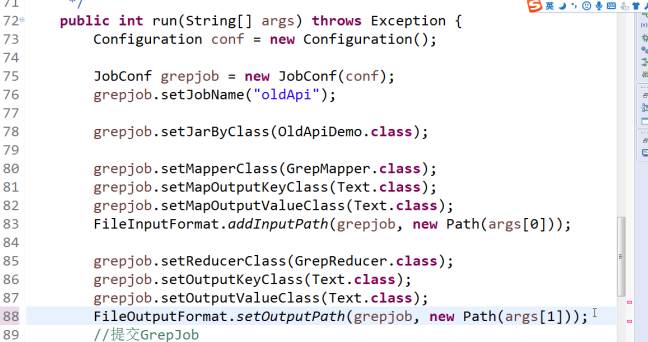 71 */
72 public int run(String[] args) throws Exception {
73 Configuration conf = new Configuration();
74
75 JobConf grepjob = new JobConf(conf);
76 grepjob.setJobName("oldApi");
77
78 grepjob.setJarByClass(OldApiDemo.class);
79
80 grepjob.setMapperClass(GrepMapper.class);
81 grepjob.setMapOutputKeyClass(Text.class);
82 grepjob.setMapOutputValueClass(Text.class);
83 FileInputFormat.addInputPath(grepjob, new Path(args[0]));
84
85 grepjob.setReducerClass(GrepReducer.class);
86 grepjob.setOutputKeyClass(Text.class);
87 grepjob.setOutputValueClass(Text.class);
88 FileOutputFormat.setOutputPath(grepjob, new Path(args[1]));
89 //提交GrepJob
S 英